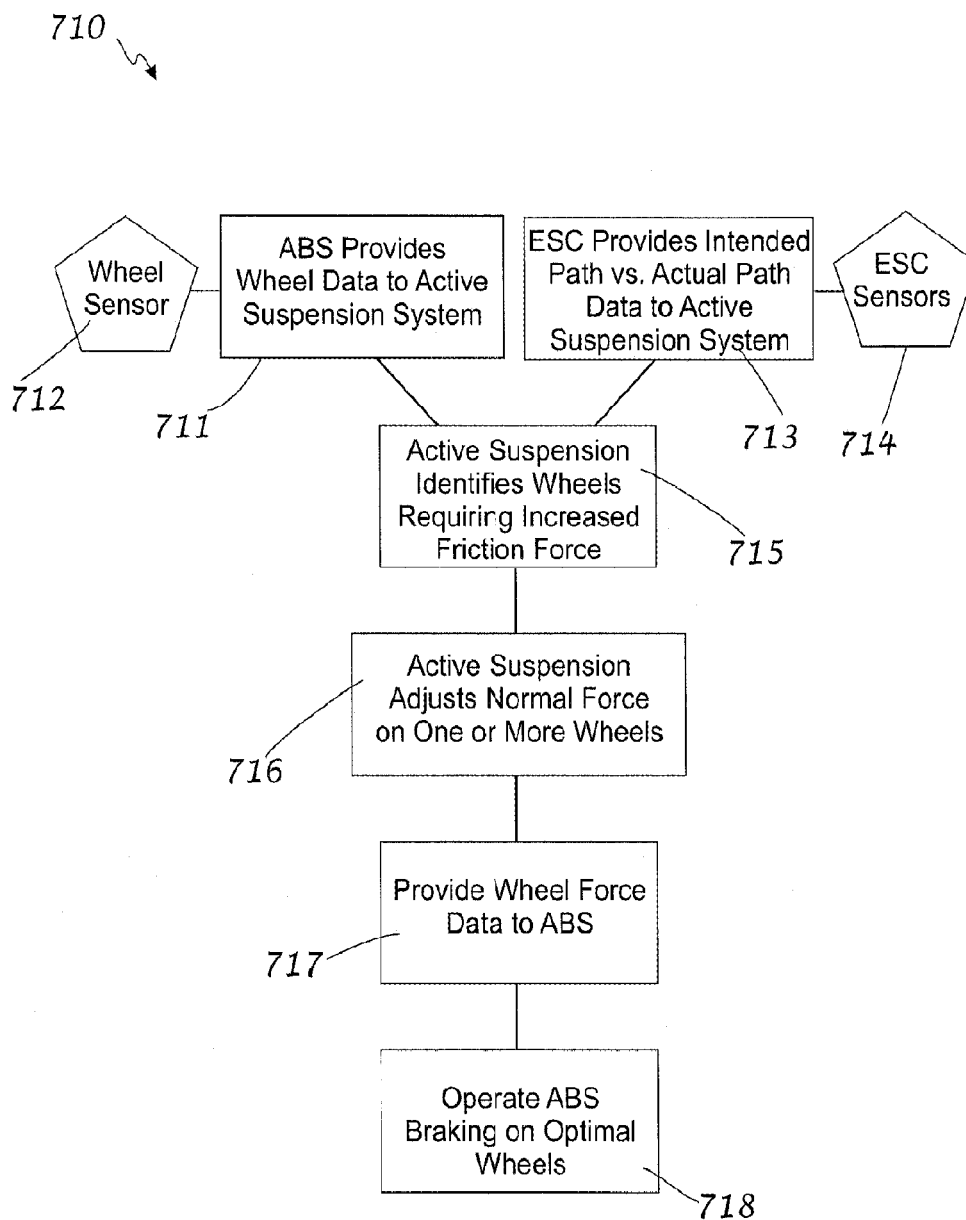 710
Wheel
Sensor
712
ABS Provides
Wheel Data to Active
Suspension System
711
ESC Provides Intended
Path vs. Actual Path
Data to Active
Suspension System
713
ESC
Sensors
714
Active Suspension
Identifies Wheels
Requiring Increased
Friction Force
715
Active Suspension
Adjusts Normal Force
on One or More Wheels
716
Provide Wheel Force
Data to ABS
717
Operate ABS
Braking on Optimal
Wheels
718